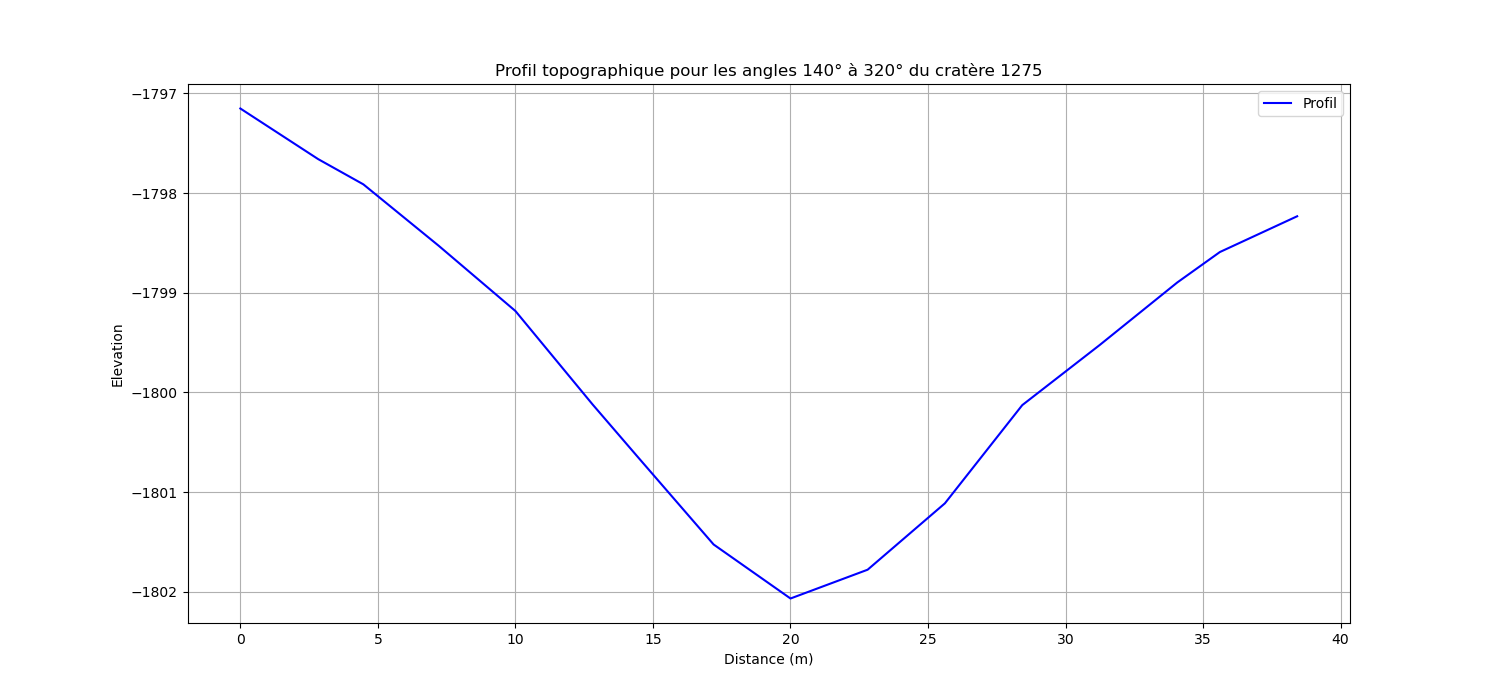 Profil topographique pour les angles 140° à 320° du cratère 1275
Profil
−1797
−1798
−1799
−1800
−1801
−1802
Elevation
0 5 10 15 20 25 30 35 40
Distance (m)